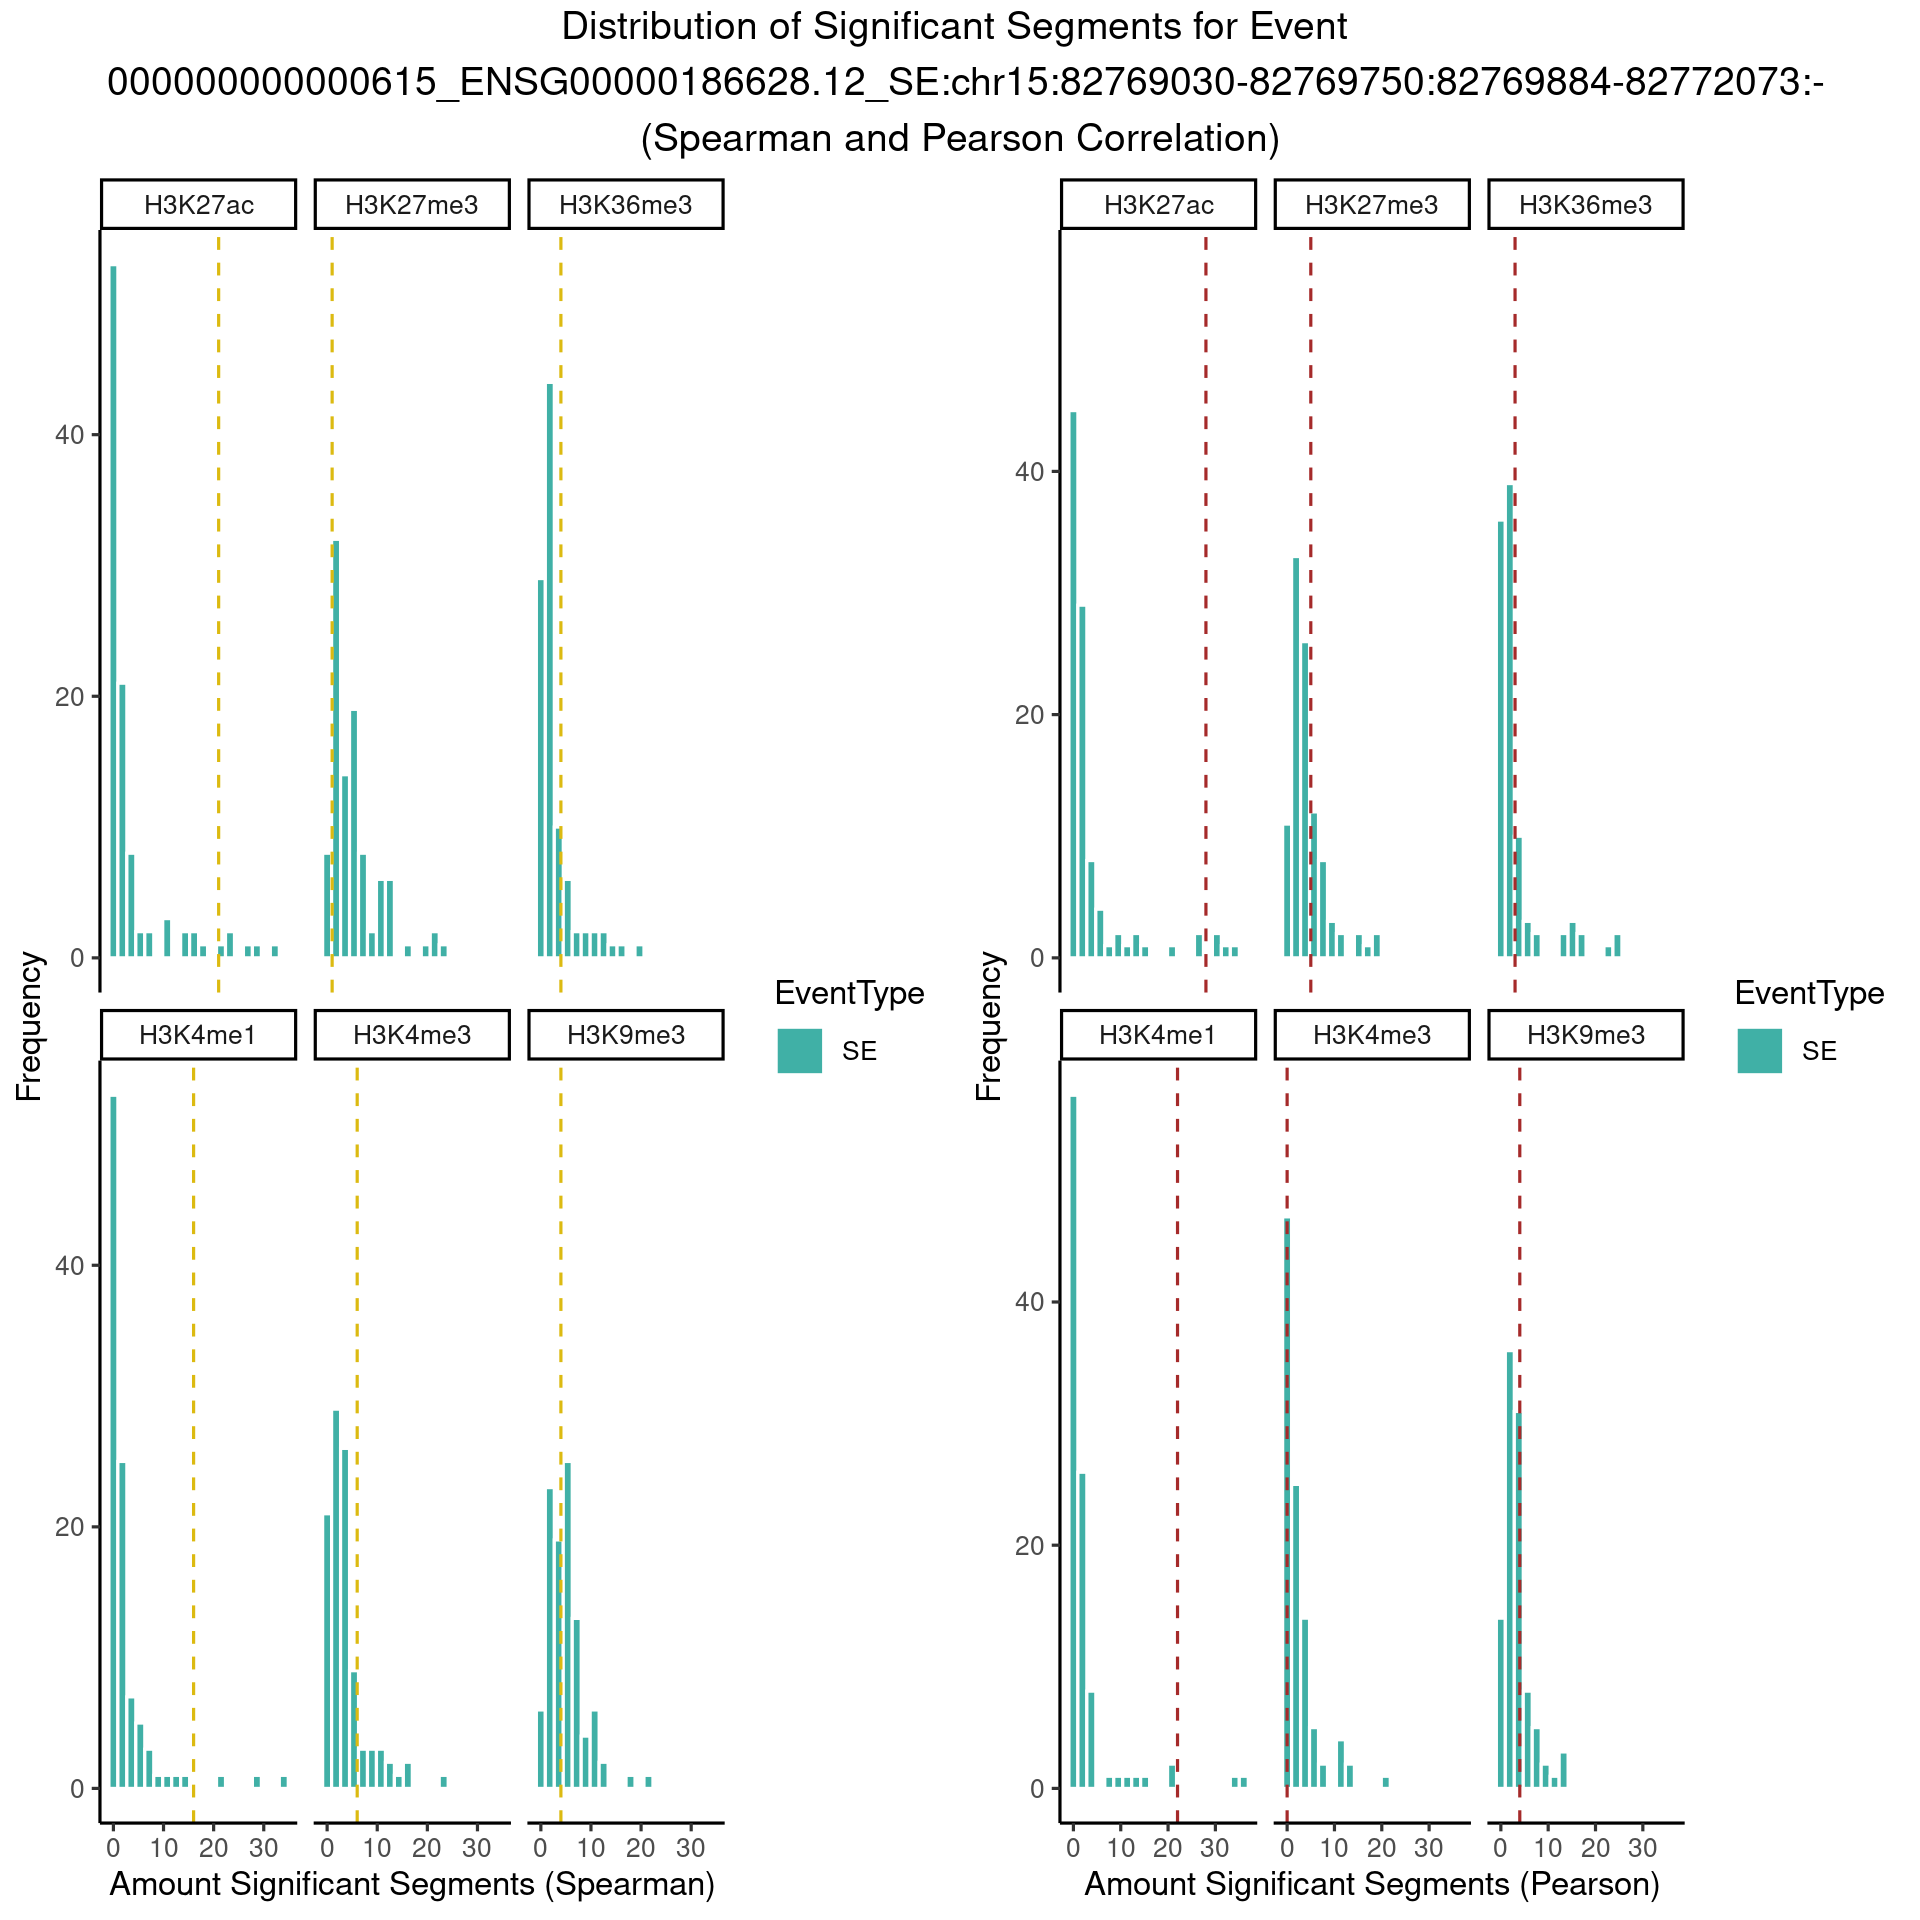 Distribution of Significant Segments for Event
000000000000615_ENSG00000186628.12_SE:chr15:82769030-82769750:82769884-82772073:-
(Spearman and Pearson Correlation)
H3K27ac
H3K27me3
H3K36me3
40
20
0
H3K4me1
H3K4me3
H3K9me3
40
20
0
0 10 20 30
0 10 20 30
0 10 20 30
Frequency
Amount Significant Segments (Spearman)
EventType
SE
H3K27ac
H3K27me3
H3K36me3
40
20
0
H3K4me1
H3K4me3
H3K9me3
40
20
0
0 10 20 30
0 10 20 30
0 10 20 30
Frequency
Amount Significant Segments (Pearson)
EventType
SE